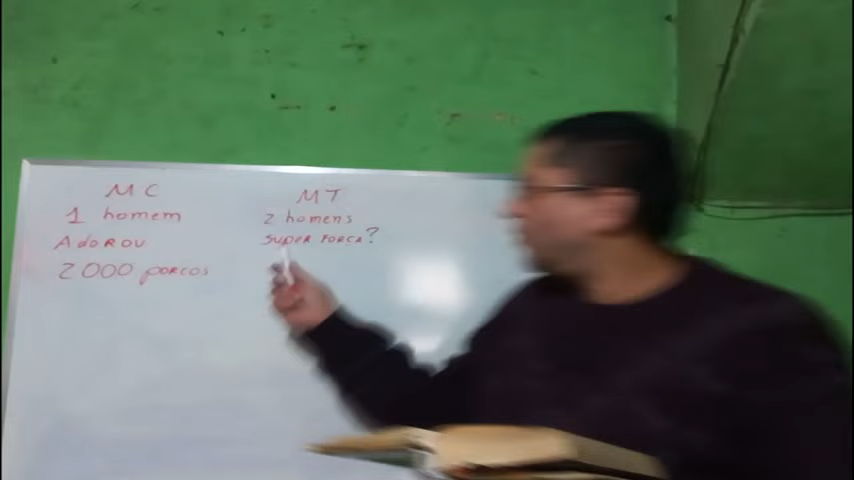 MC
1 homem
AdoROU
2000 porcos
MT
2 homens
SUPER FORCA?